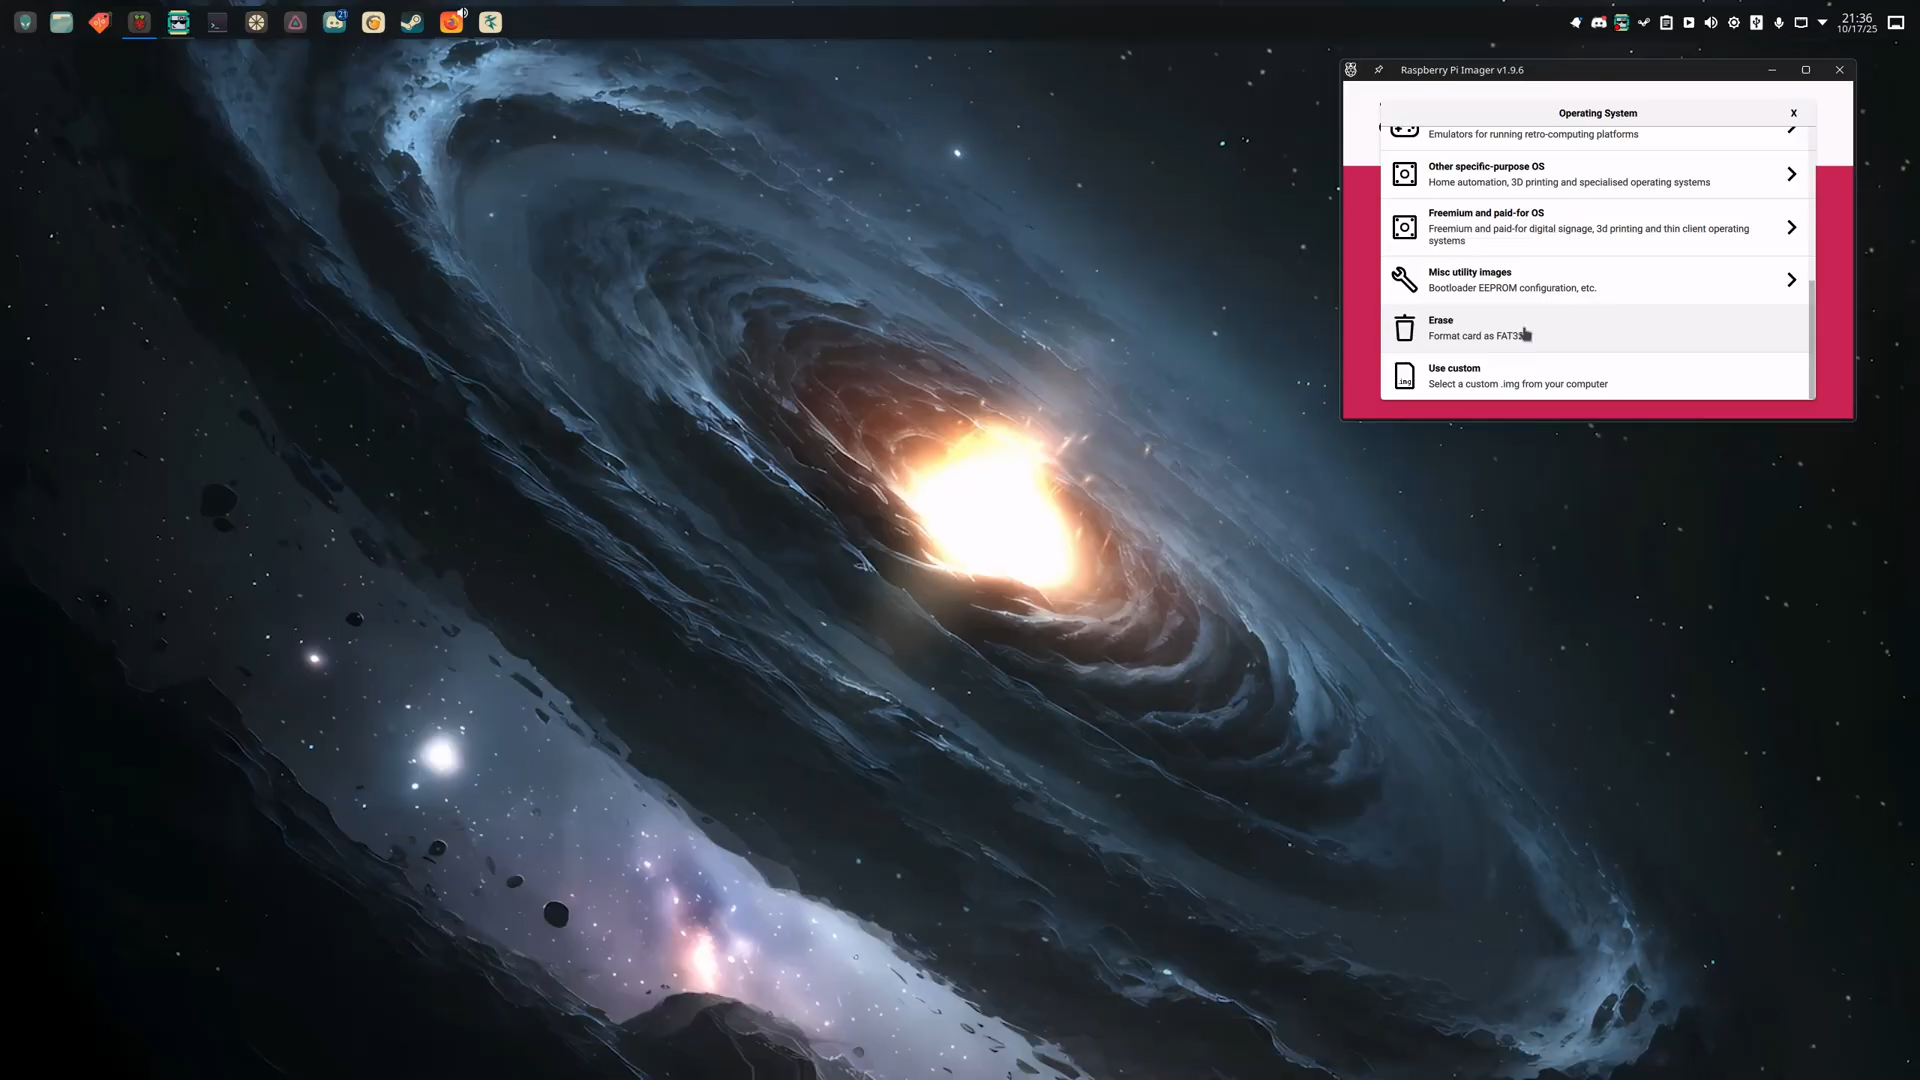 21
21:36
10/17/25
Raspberry Pi Imager v1.9.6
Operating System
X
Emulators for running retro-computing platforms
Other specific-purpose OS
Home automation, 3D printing and specialised operating systems
Freemium and paid-for OS
Freemium and paid-for digital signage, 3d printing and thin client operating
systems
Misc utility images
Bootloader EEPROM configuration, etc.
Erase
Format card as
Use custom
.img
Select a custom .img from your computer